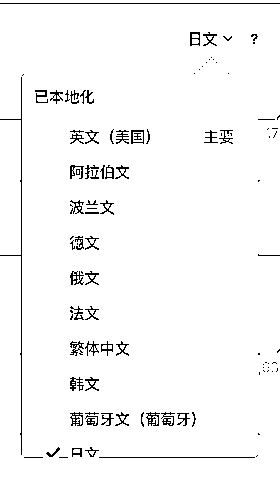 日文 ?
已本地化
英文（美国） 主要
阿拉伯文
波兰文
德文
俄文
法文
繁体中文
韩文
葡萄牙文（葡萄牙）
日文